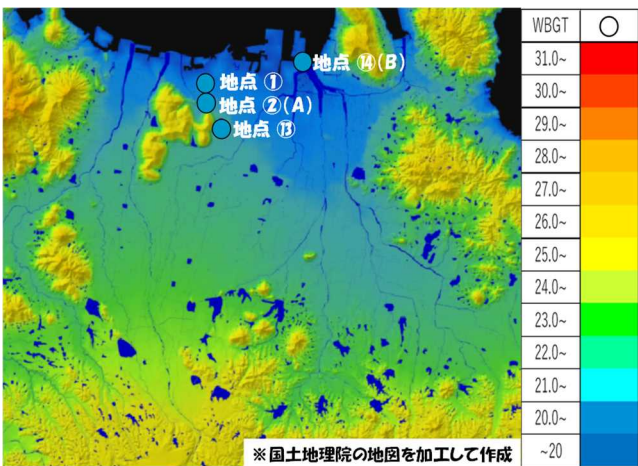 地点 ⑭(B)
地点 ①
地点 ②(A)
地点 ⑬
※国土地理院の地図を加工して作成
WBGT ○
31.0~
30.0~
29.0~
28.0~
27.0~
26.0~
25.0~
24.0~
23.0~
22.0~
21.0~
20.0~
~20